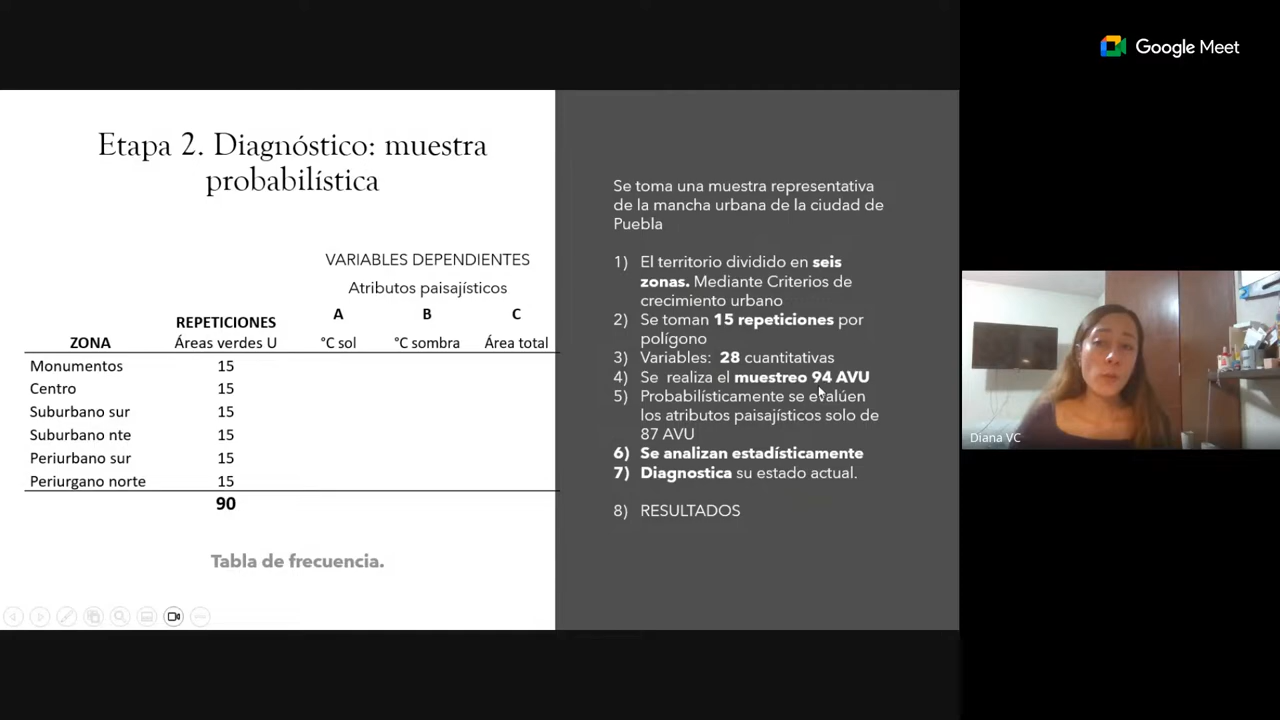 Google Meet
Etapa 2. Diagnóstico: muestra
probabilística
VARIABLES DEPENDIENTES
Atributos paisajísticos
REPETICIONES A B C
ZONA Áreas verdes U °C sol °C sombra Área total
Monumentos 15
Centro 15
Suburbano sur 15
Suburbano nte 15
Periurbano sur 15
Periurgano norte 15
90
Tabla de frecuencia.
Se toma una muestra representativa
de la mancha urbana de la ciudad de
Puebla
1) El territorio dividido en seis
zonas. Mediante Criterios de
crecimiento urbano
2) Se toman 15 repeticiones por
polígono
3) Variables: 28 cuantitativas
4) Se realiza el muestreo 94 AVU
5) Probabilísticamente se evalúen
los atributos paisajísticos solo de
87 AVU
6) Se analizan estadísticamente
7) Diagnostica su estado actual.
8) RESULTADOS
Diana VC